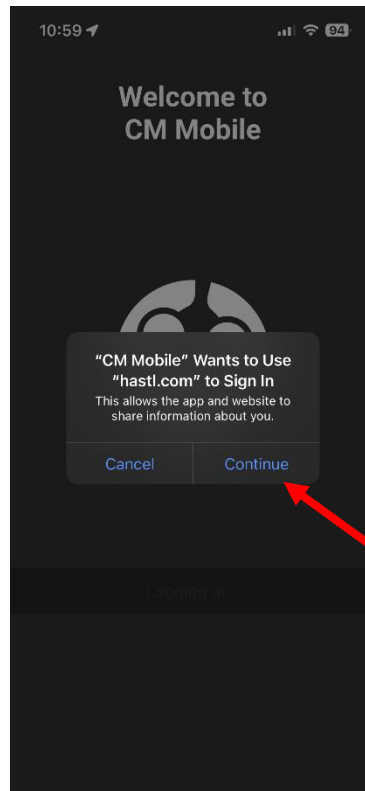 10:59
94
Welcome to
CM Mobile
"CM Mobile" Wants to Use
"hastl.com" to Sign In
This allows the app and website to
share information about you.
Cancel Continue
Logging In...